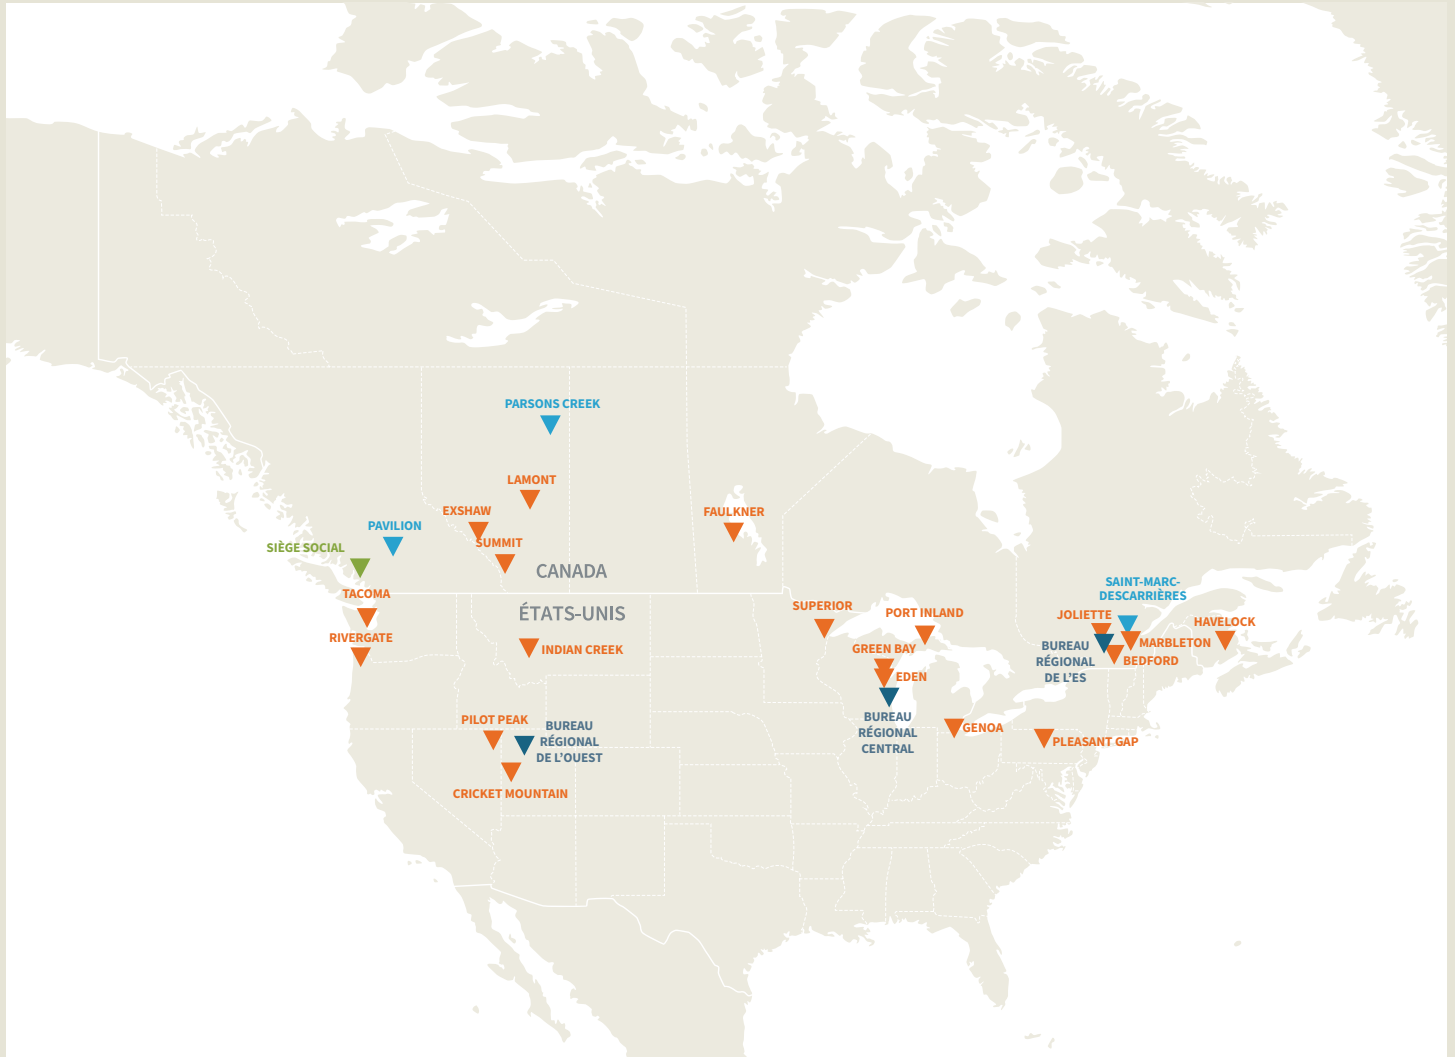 PARSONS CREEK
LAMONT
EXSHAW
FAULKNER
PAVILION
SUMMIT
SIÈGE SOCIAL
CANADA
SAINT-MARC-
DESCARRIÈRES
TACOMA
ÉTATS-UNIS
SUPERIOR
PORT INLAND
JOLIETTE
HAVELOCK
RIVERGATE
INDIAN CREEK
GREEN BAY
MARBLETON
BUREAU
RÉGIONAL
DE L'ES
BEDFORD
EDEN
PILOT PEAK
BUREAU
RÉGIONAL
DE L'OUEST
BUREAU
RÉGIONAL
CENTRAL
GENOA
PLEASANT GAP
CRICKET MOUNTAIN